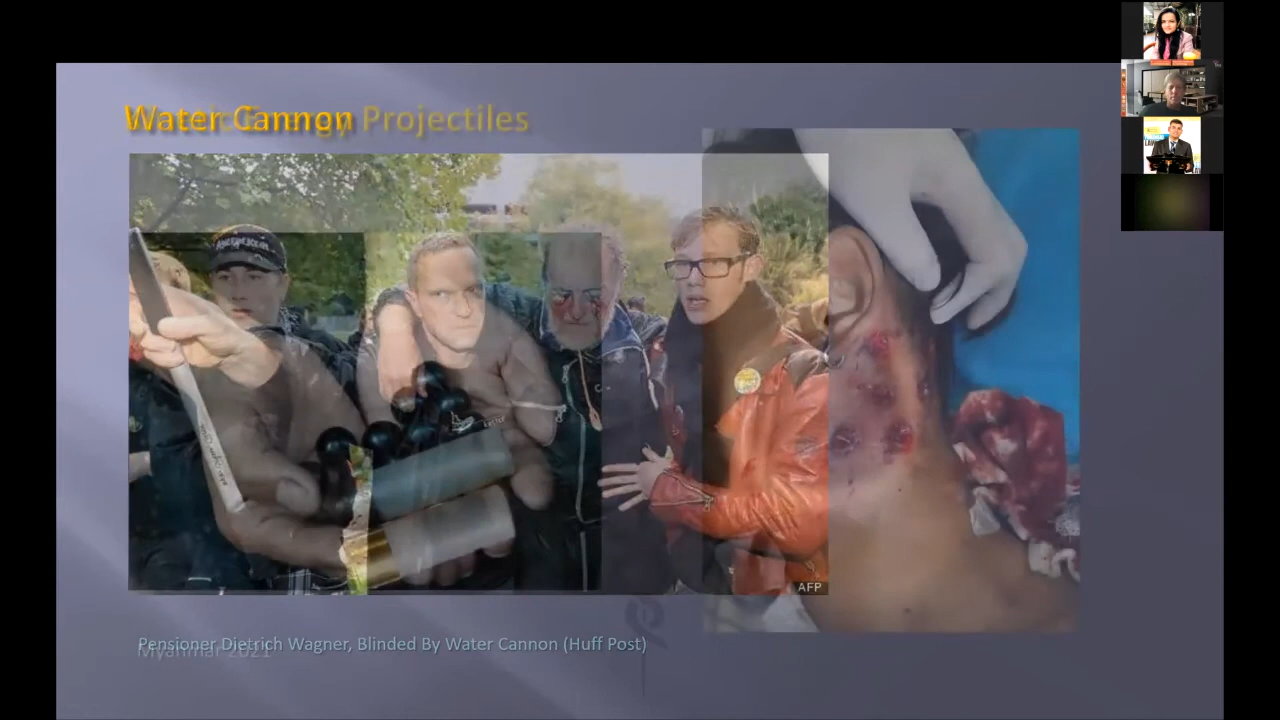 Water Cannon
Projectiles
AFP
Pensioner Dietrich Wagner, Blinded By Water Cannon (Huff Post)
Myanmar 2021